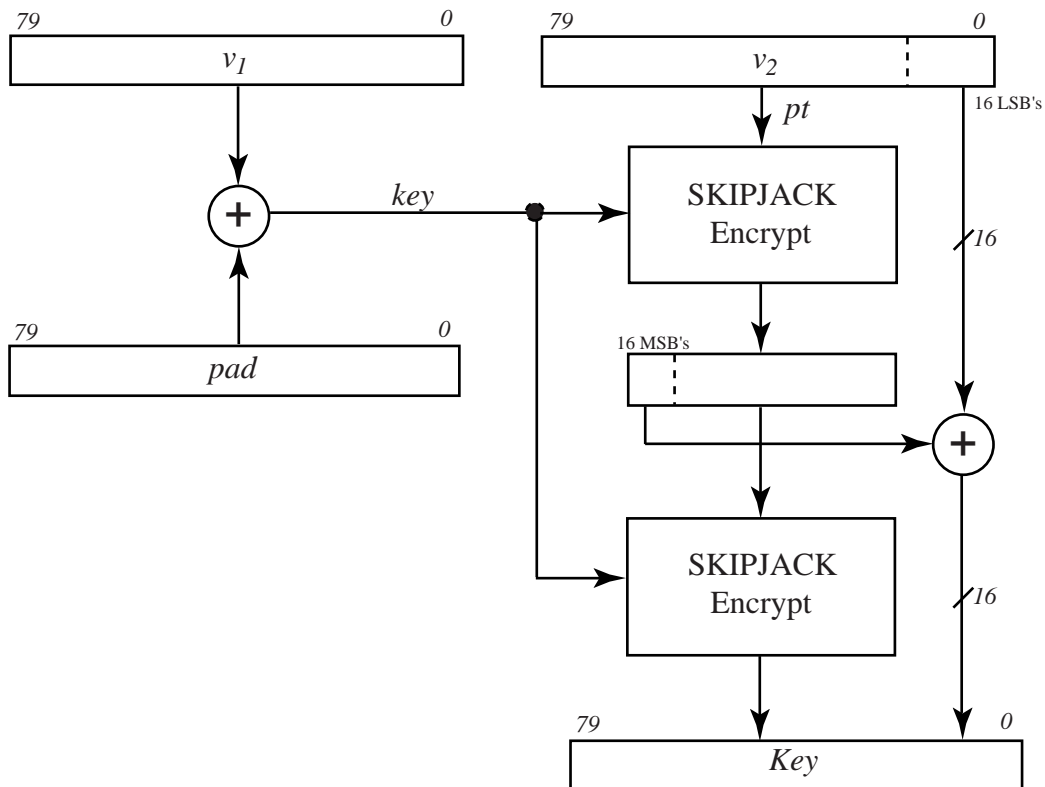 79 0
v1
79 0
v2
16 LSB's
pt
+
key
SKIPJACK
Encrypt
16
79 0
pad
16 MSB's
+
SKIPJACK
Encrypt
16
79 0
Key